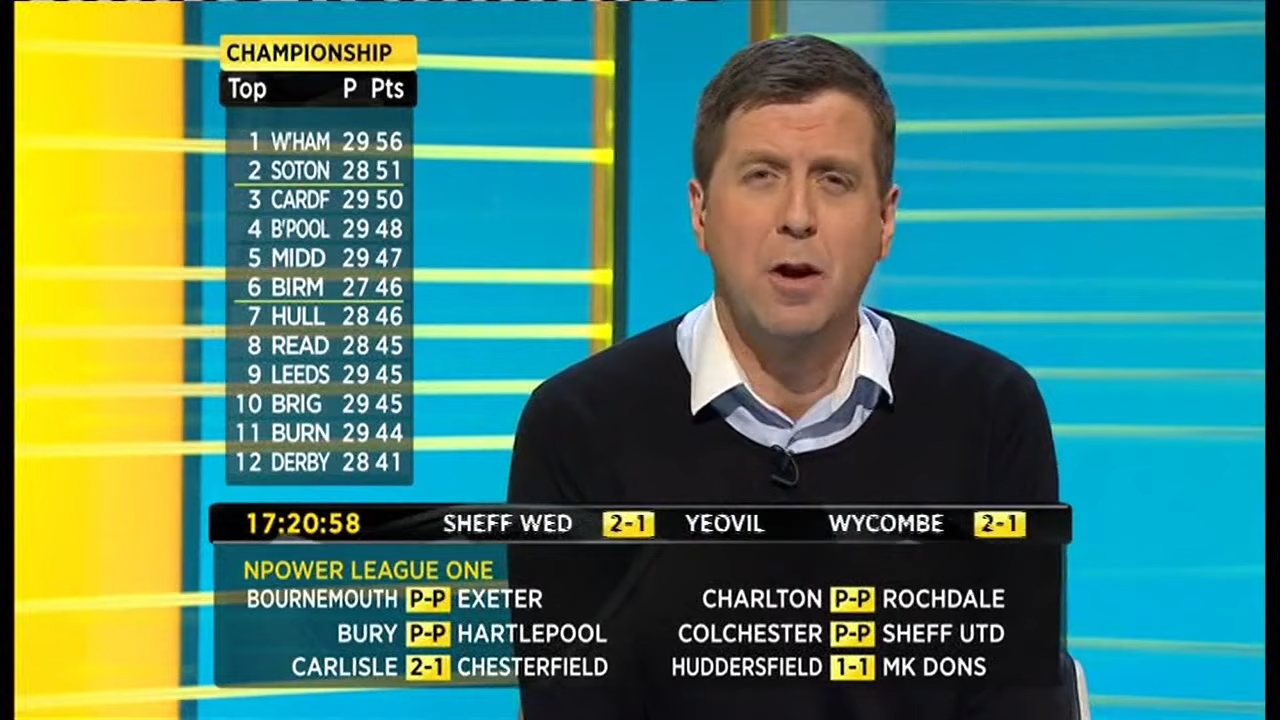 CHAMPIONSHIP
Top P Pts
1 W'HAM 29 56
2 SOTON 28 51
3 CARDF 29 50
4 B'POOL 29 48
5 MIDD 29 47
6 BIRM 27 46
7 HULL 28 46
8 READ 28 45
9 LEEDS 29 45
10 BRIG 29 45
11 BURN 29 44
12 DERBY 28 41
17:20:58 SHEFF WED 2-1 YEOVIL WYCOMBE 2-1
NPOWER LEAGUE ONE
BOURNEMOUTH P-P EXETER CHARLTON P-P ROCHDALE
BURY P-P HARTLEPOOL COLCHESTER P-P SHEFF UTD
CARLISLE 2-1 CHESTERFIELD HUDDERSFIELD 1-1 MK DONS